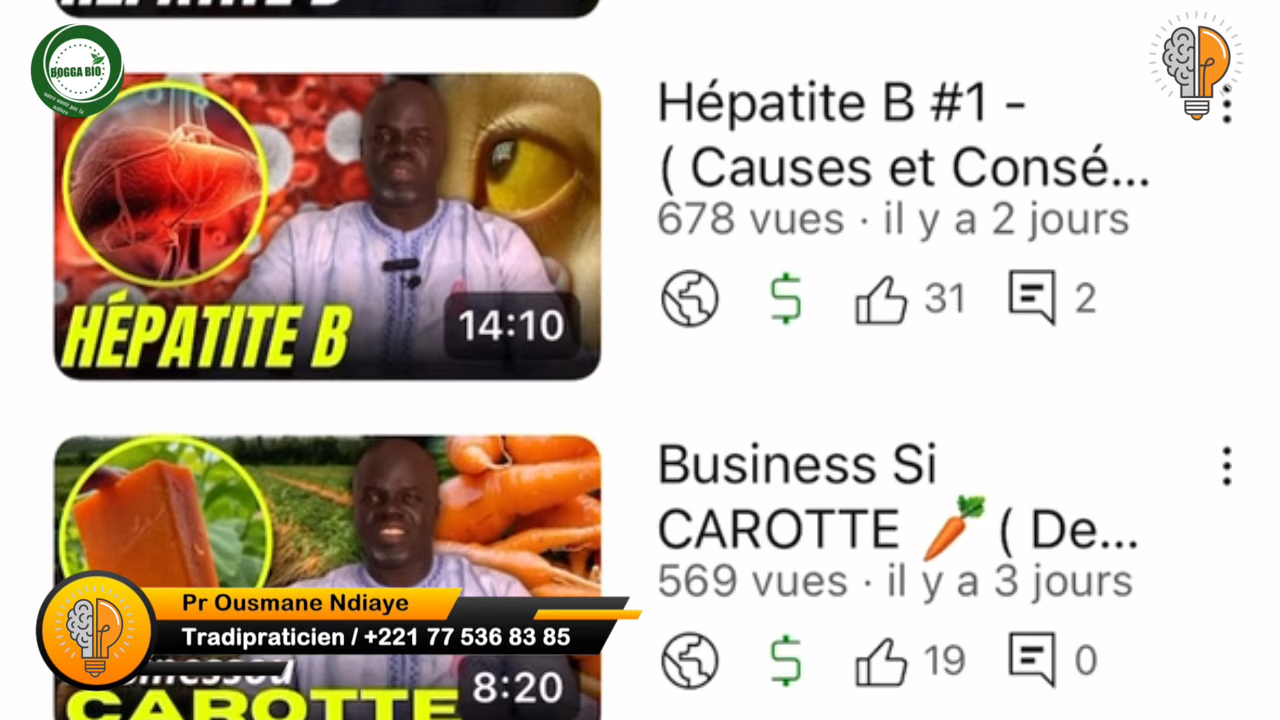 BOGGA BIO
Hépatite B #1 -
( Causes et Consé...
678 vues · il y a 2 jours
31
2
HÉPATITE B
14:10
Business Si
CAROTTE 🥕 ( De...
569 vues · il y a 3 jours
19
0
Pr Ousmane Ndiaye
Tradipraticien / +221 77 536 83 85
CAROTTE
8:20